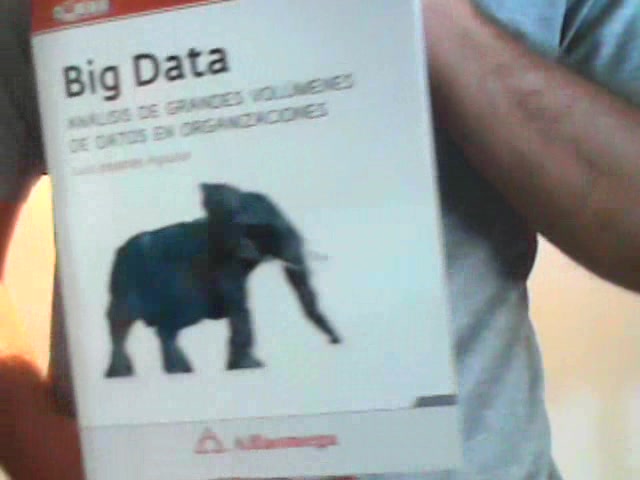 Big Data
ANÁLISIS DE GRANDES VOLÚMENES
DE DATOS EN ORGANIZACIONES
Alfaomega